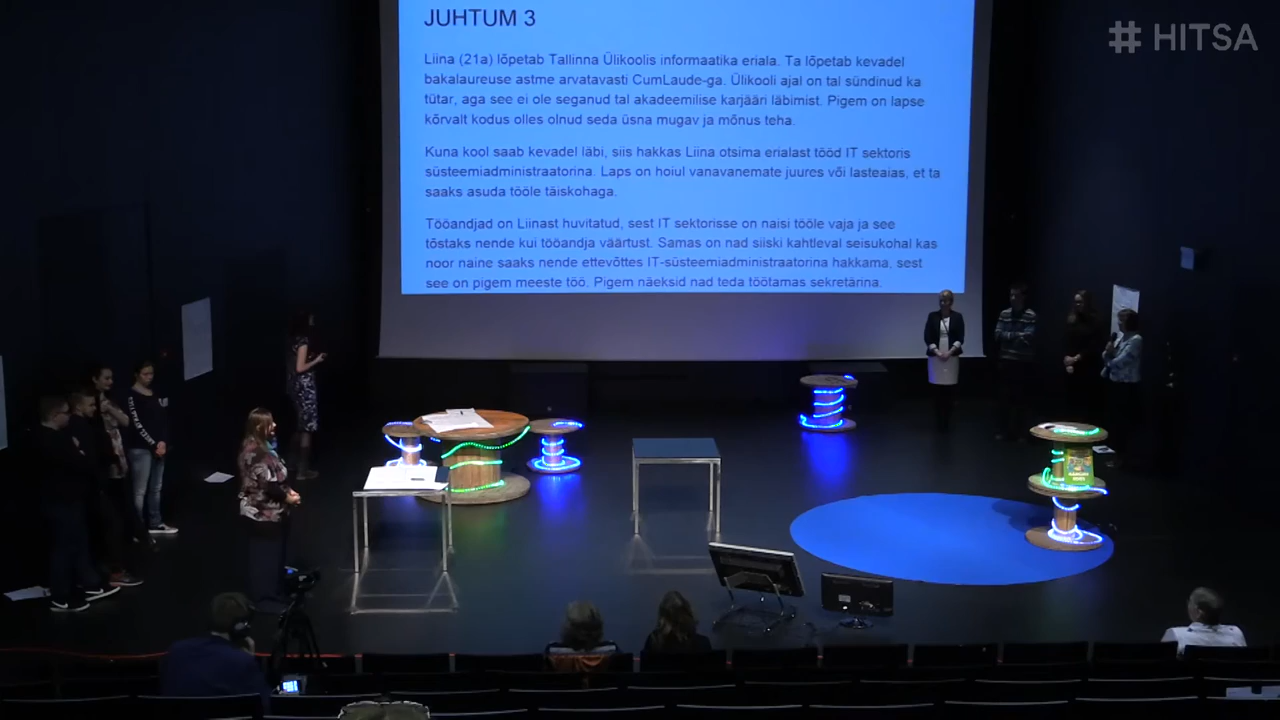 # HITSA
JUHTUM 3
Liina (21a) lõpetab Tallinna Ülikoolis informaatika eriala. Ta lõpetab kevadel
bakalaureuse astme arvatavasti CumLaude-ga. Ülikooli ajal on tal sündinud ka
tütar, aga see ei ole seganud tal akadeemilise karjääri läbimist. Pigem on lapse
kõrvalt kodus olles olnud seda üsna mugav ja mõnus teha.
Kuna kool saab kevadel läbi, siis hakkas Liina otsima erialast tööd IT sektoris
süsteemiadministraatorina. Laps on hoiul vanavanemate juures või lasteaias, et ta
saaks asuda tööle täiskohaga.
Tööandjad on Liinast huvitatud, sest IT sektorisse on naisi tööle vaja ja see
tõstaks nende kui tööandja väärtust. Samas on nad siiski kahtleval seisukohal kas
noor naine saaks nende ettevõttes IT-süsteemiadministraatorina hakkama, sest
see on pigem meeste töö. Pigem näeksid nad teda töötamas sekretärina.